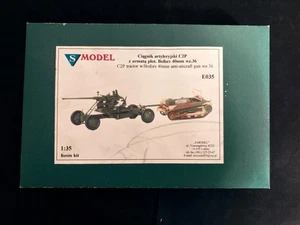 S MODEL
Ciągnik artyleryjski C2P
z armatą plot. Bofors 40mm wz.36
C2P tractor w/Bofors 40mm anti-aircraft gun wz.36
E035
1:35
Resin kit